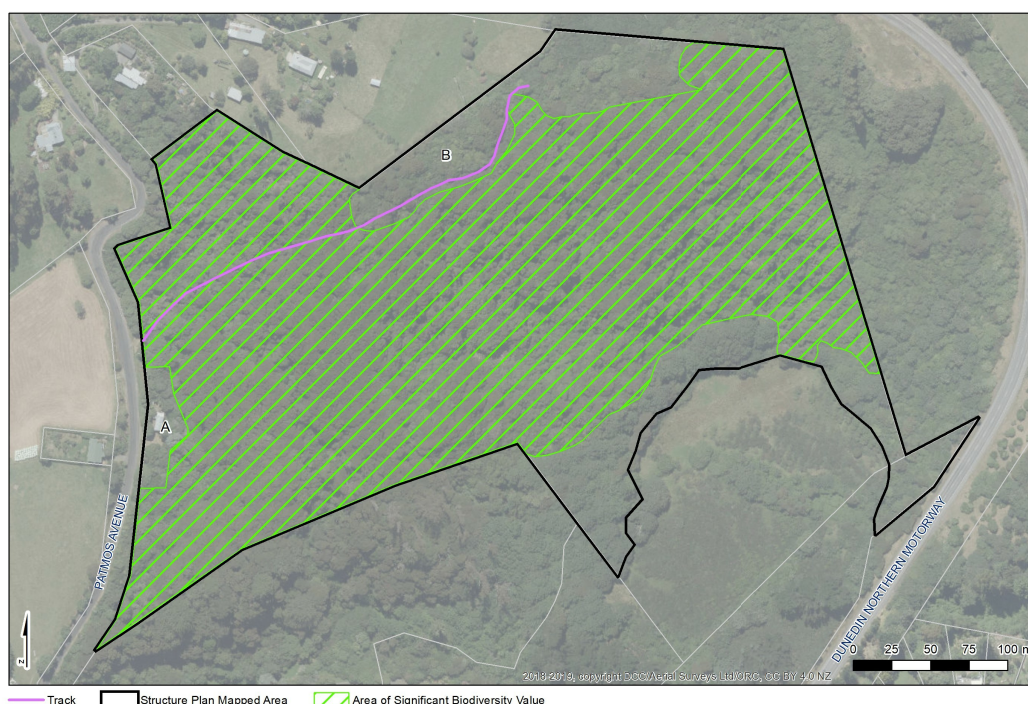 B
A
PATMOS AVENUE
DUNEDIN NORTHERN MOTORWAY
N
0 25 50 75 100 m
2018-2019, copyright DCC/Aerial Surveys Ltd/ORC, CC BY 4.0 NZ
Track Structure Plan Mapped Area Area of Significant Biodiversity Value